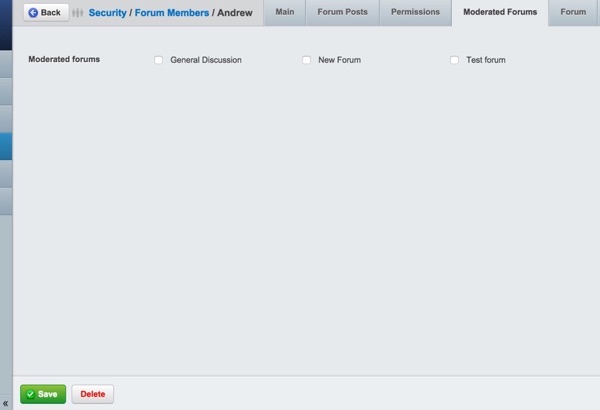 Back Security / Forum Members / Andrew Main Forum Posts Permissions Moderated Forums Forum
Moderated forums General Discussion New Forum Test forum
« Save Delete